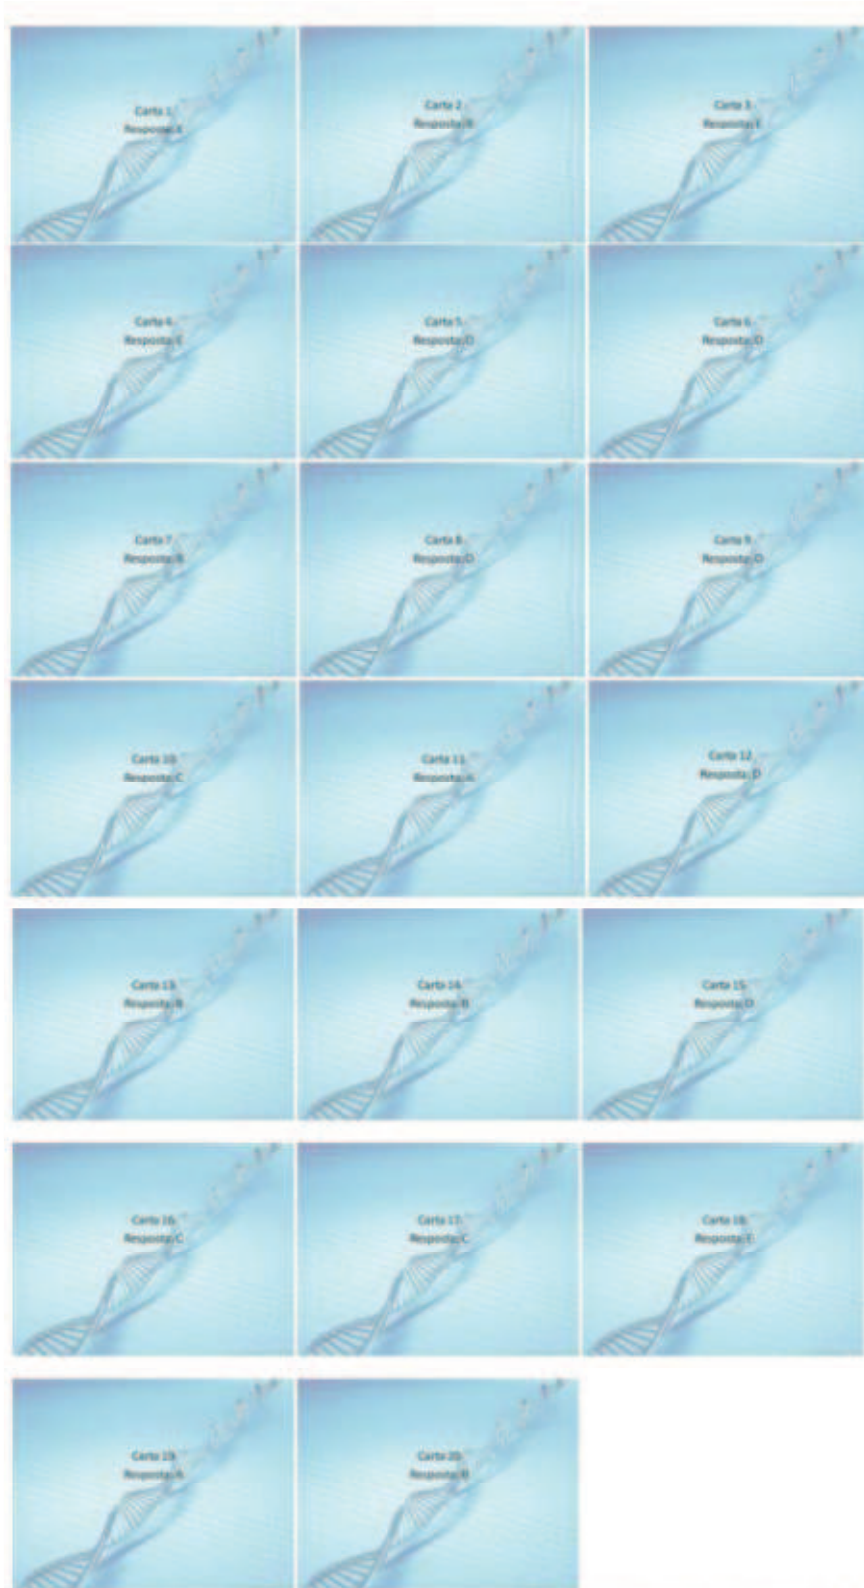 Carta 1
Resposta:
Carta 2
Resposta:
Carta 3
Resposta: E
Carta 4
Resposta:
Carta 5
Resposta: D
Carta 6
Resposta: D
Carta 7
Resposta: B
Carta 8
Resposta: D
Carta 9
Resposta: D
Carta 10
Resposta: C
Carta 11
Resposta: A
Carta 12
Resposta: D
Carta 13
Resposta: B
Carta 14
Resposta: B
Carta 15
Resposta: D
Carta 16
Resposta: C
Carta 17
Resposta: C
Carta 18
Resposta: E
Carta 19
Resposta: A
Carta 20
Resposta: